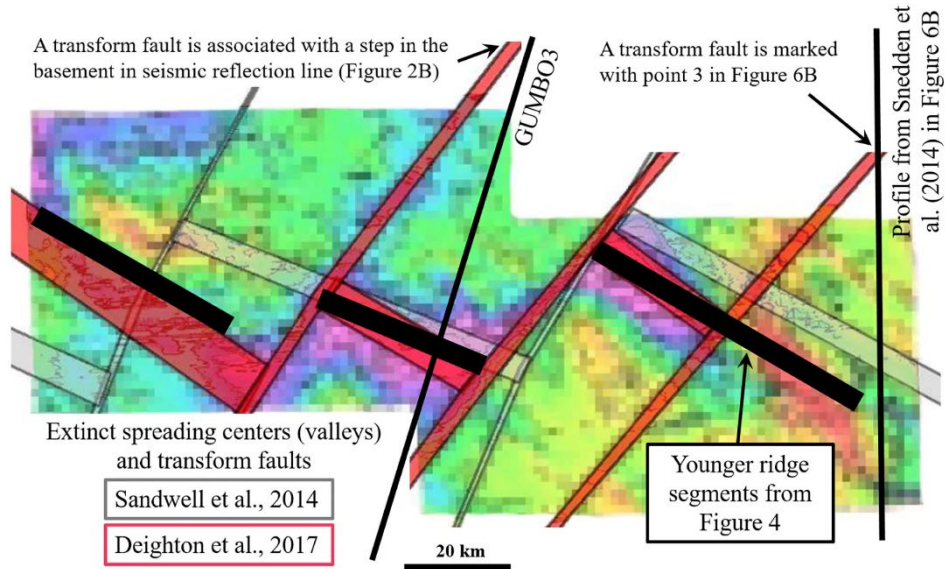 A transform fault is associated with a step in the
basement in seismic reflection line (Figure 2B)
GUMBO3
A transform fault is marked
with point 3 in Figure 6B
Profile from Snedden et
al. (2014) in Figure 6B
Extinct spreading centers (valleys)
and transform faults
Sandwell et al., 2014
Deighton et al., 2017
20 km
Younger ridge
segments from
Figure 4